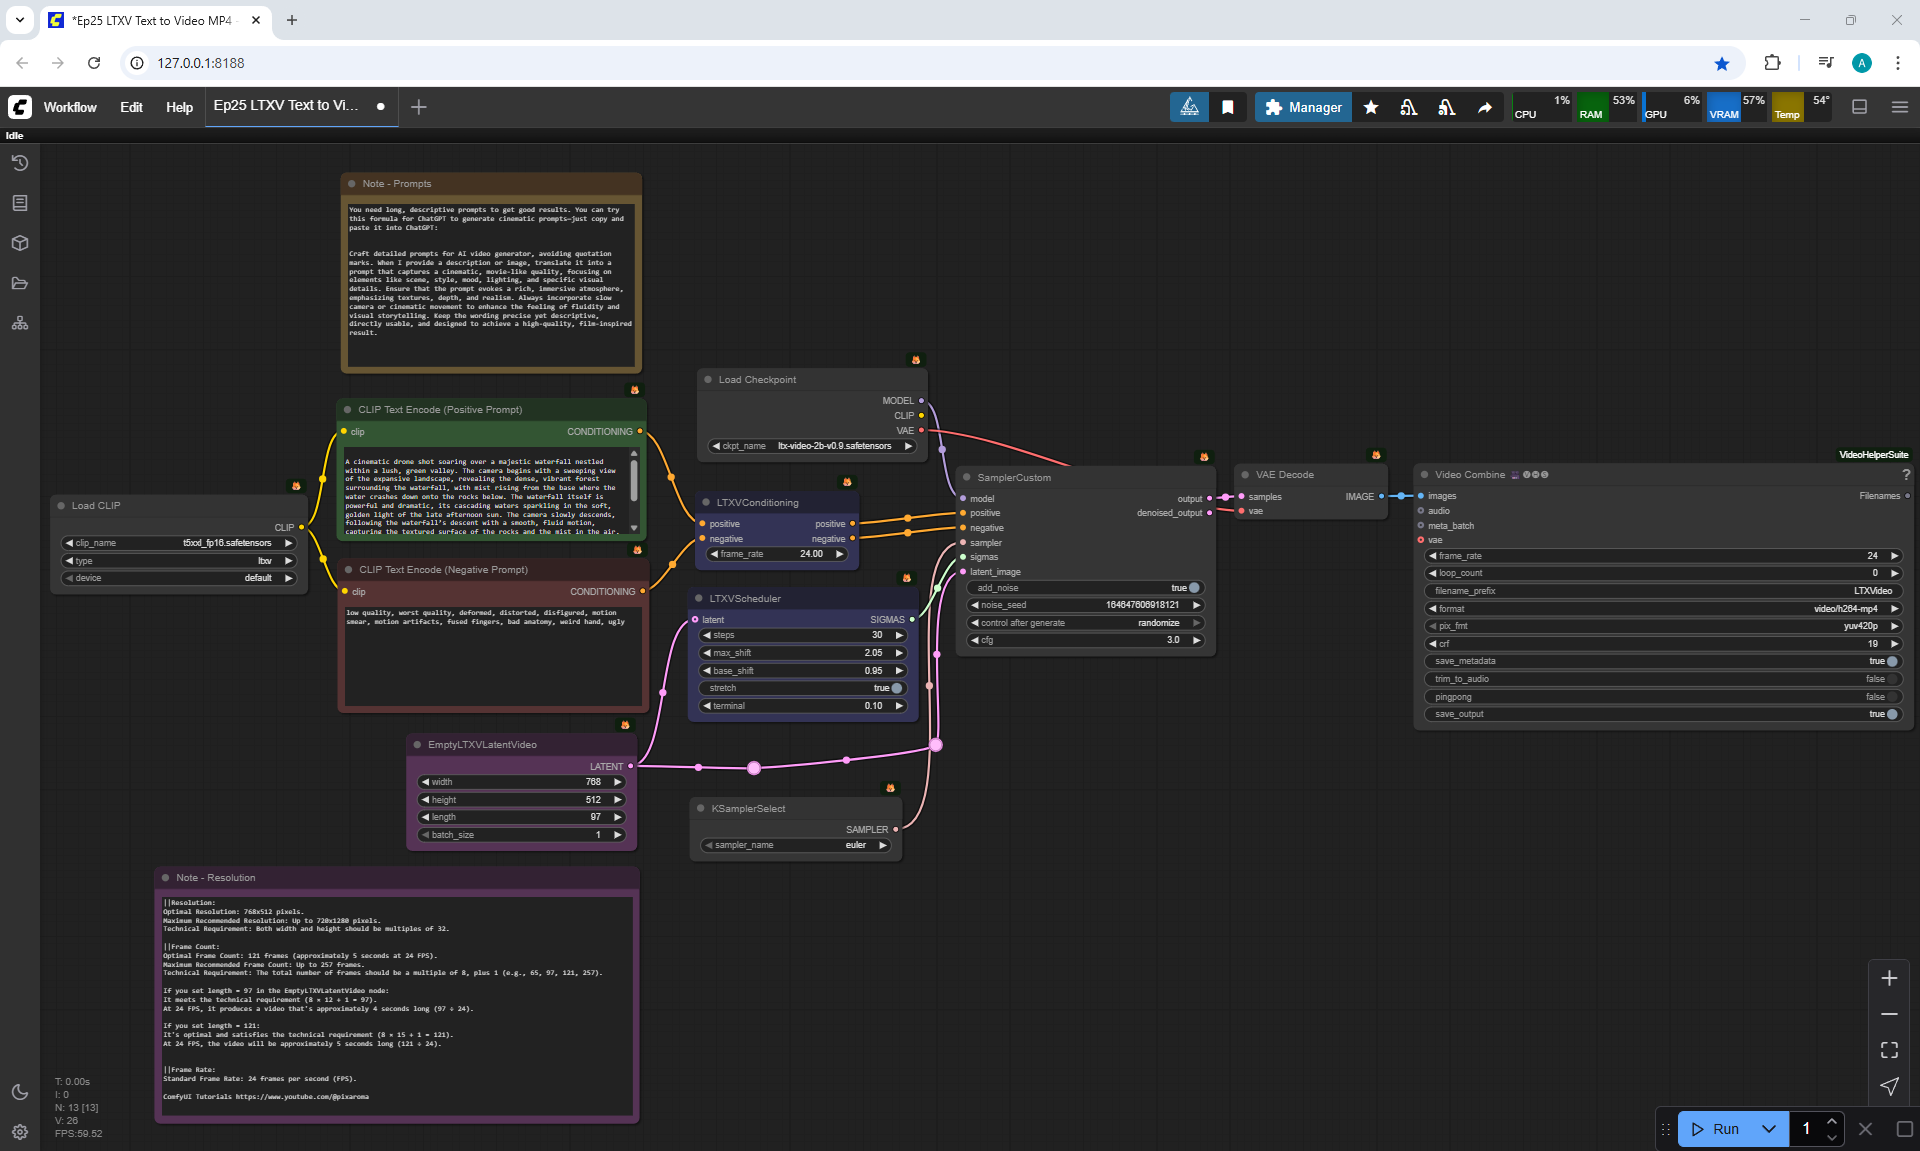 *Ep25 LTXV Text to Video MP4
127.0.0.1:8188
A
Workflow
Edit
Help
Ep25 LTXV Text to Vi...
Manager
1%
CPU
53%
RAM
6%
GPU
57%
VRAM
54°
Temp
Idle
Note - Prompts
You need long, descriptive prompts to get good results. You can try
this formula for ChatGPT to generate cinematic prompts—just copy and
paste it into ChatGPT:
Craft detailed prompts for AI video generator, avoiding quotation
marks. When I provide a description or image, translate it into a
prompt that captures a cinematic, movie-like quality, focusing on
elements like scene, style, mood, lighting, and specific visual
details. Ensure that the prompt evokes a rich, immersive atmosphere,
emphasizing textures, depth, and realism. Always incorporate slow
camera or cinematic movement to enhance the feeling of fluidity and
visual storytelling. Keep the wording precise yet descriptive,
directly usable, and designed to achieve a high-quality, film-inspired
result.
CLIP Text Encode (Positive Prompt)
clip
CONDITIONING
A cinematic drone shot soaring over a majestic waterfall nestled
within a lush, green valley. The camera begins with a sweeping view
of the expansive landscape, revealing the dense, vibrant forest
surrounding the waterfall, with mist rising from the base where the
water crashes down onto the rocks below. The waterfall itself is
powerful and dramatic, its cascading waters sparkling in the soft,
golden light of the late afternoon sun. The camera slowly descends,
following the waterfall's descent with a smooth, fluid motion,
capturing the textured surface of the rocks and the mist in the air.
Load CLIP
CLIP
clip_name t5xxl_fp16.safetensors
type ltxv
device default
CLIP Text Encode (Negative Prompt)
clip
CONDITIONING
low quality, worst quality, deformed, distorted, disfigured, motion
smear, motion artifacts, fused fingers, bad anatomy, weird hand, ugly
Load Checkpoint
MODEL
CLIP
VAE
ckpt_name ltx-video-2b-v0.9.safetensors
LTXVConditioning
positive positive
negative negative
frame_rate 24.00
LTXVScheduler
latent SIGMAS
steps 30
max_shift 2.05
base_shift 0.95
stretch true
terminal 0.10
EmptyLTXVLatentVideo
LATENT
width 768
height 512
length 97
batch_size 1
KSamplerSelect
SAMPLER
sampler_name euler
SamplerCustom
model output
positive denoised_output
negative
sampler
sigmas
latent_image
add_noise true
noise_seed 164647606918121
control after generate randomize
cfg 3.0
VAE Decode
samples IMAGE
vae
VideoHelperSuite
Video Combine
?
images Filenames
audio
meta_batch
vae
frame_rate 24
loop_count 0
filename_prefix LTXVideo
format video/h264-mp4
pix_fmt yuv420p
crf 19
save_metadata true
trim_to_audio false
pingpong false
save_output true
Note - Resolution
||Resolution:
Optimal Resolution: 768x512 pixels.
Maximum Recommended Resolution: Up to 720x1280 pixels.
Technical Requirement: Both width and height should be multiples of 32.
||Frame Count:
Optimal Frame Count: 121 frames (approximately 5 seconds at 24 FPS).
Maximum Recommended Frame Count: Up to 257 frames.
Technical Requirement: The total number of frames should be a multiple of 8, plus 1 (e.g., 65, 97, 121, 257).
If you set length = 97 in the EmptyLTXVLatentVideo mode:
It meets the technical requirement (8 × 12 + 1 = 97).
At 24 FPS, it produces a video that's approximately 4 seconds long (97 ÷ 24).
If you set length = 121:
It's optimal and satisfies the technical requirement (8 × 15 + 1 = 121).
At 24 FPS, the video will be approximately 5 seconds long (121 ÷ 24).
||Frame Rate:
Standard Frame Rate: 24 frames per second (FPS).
ComfyUI Tutorials https://www.youtube.com/@pixaroma
T: 0.00s
I: 0
N: 13 [13]
V: 26
FPS:59.52
Run
1